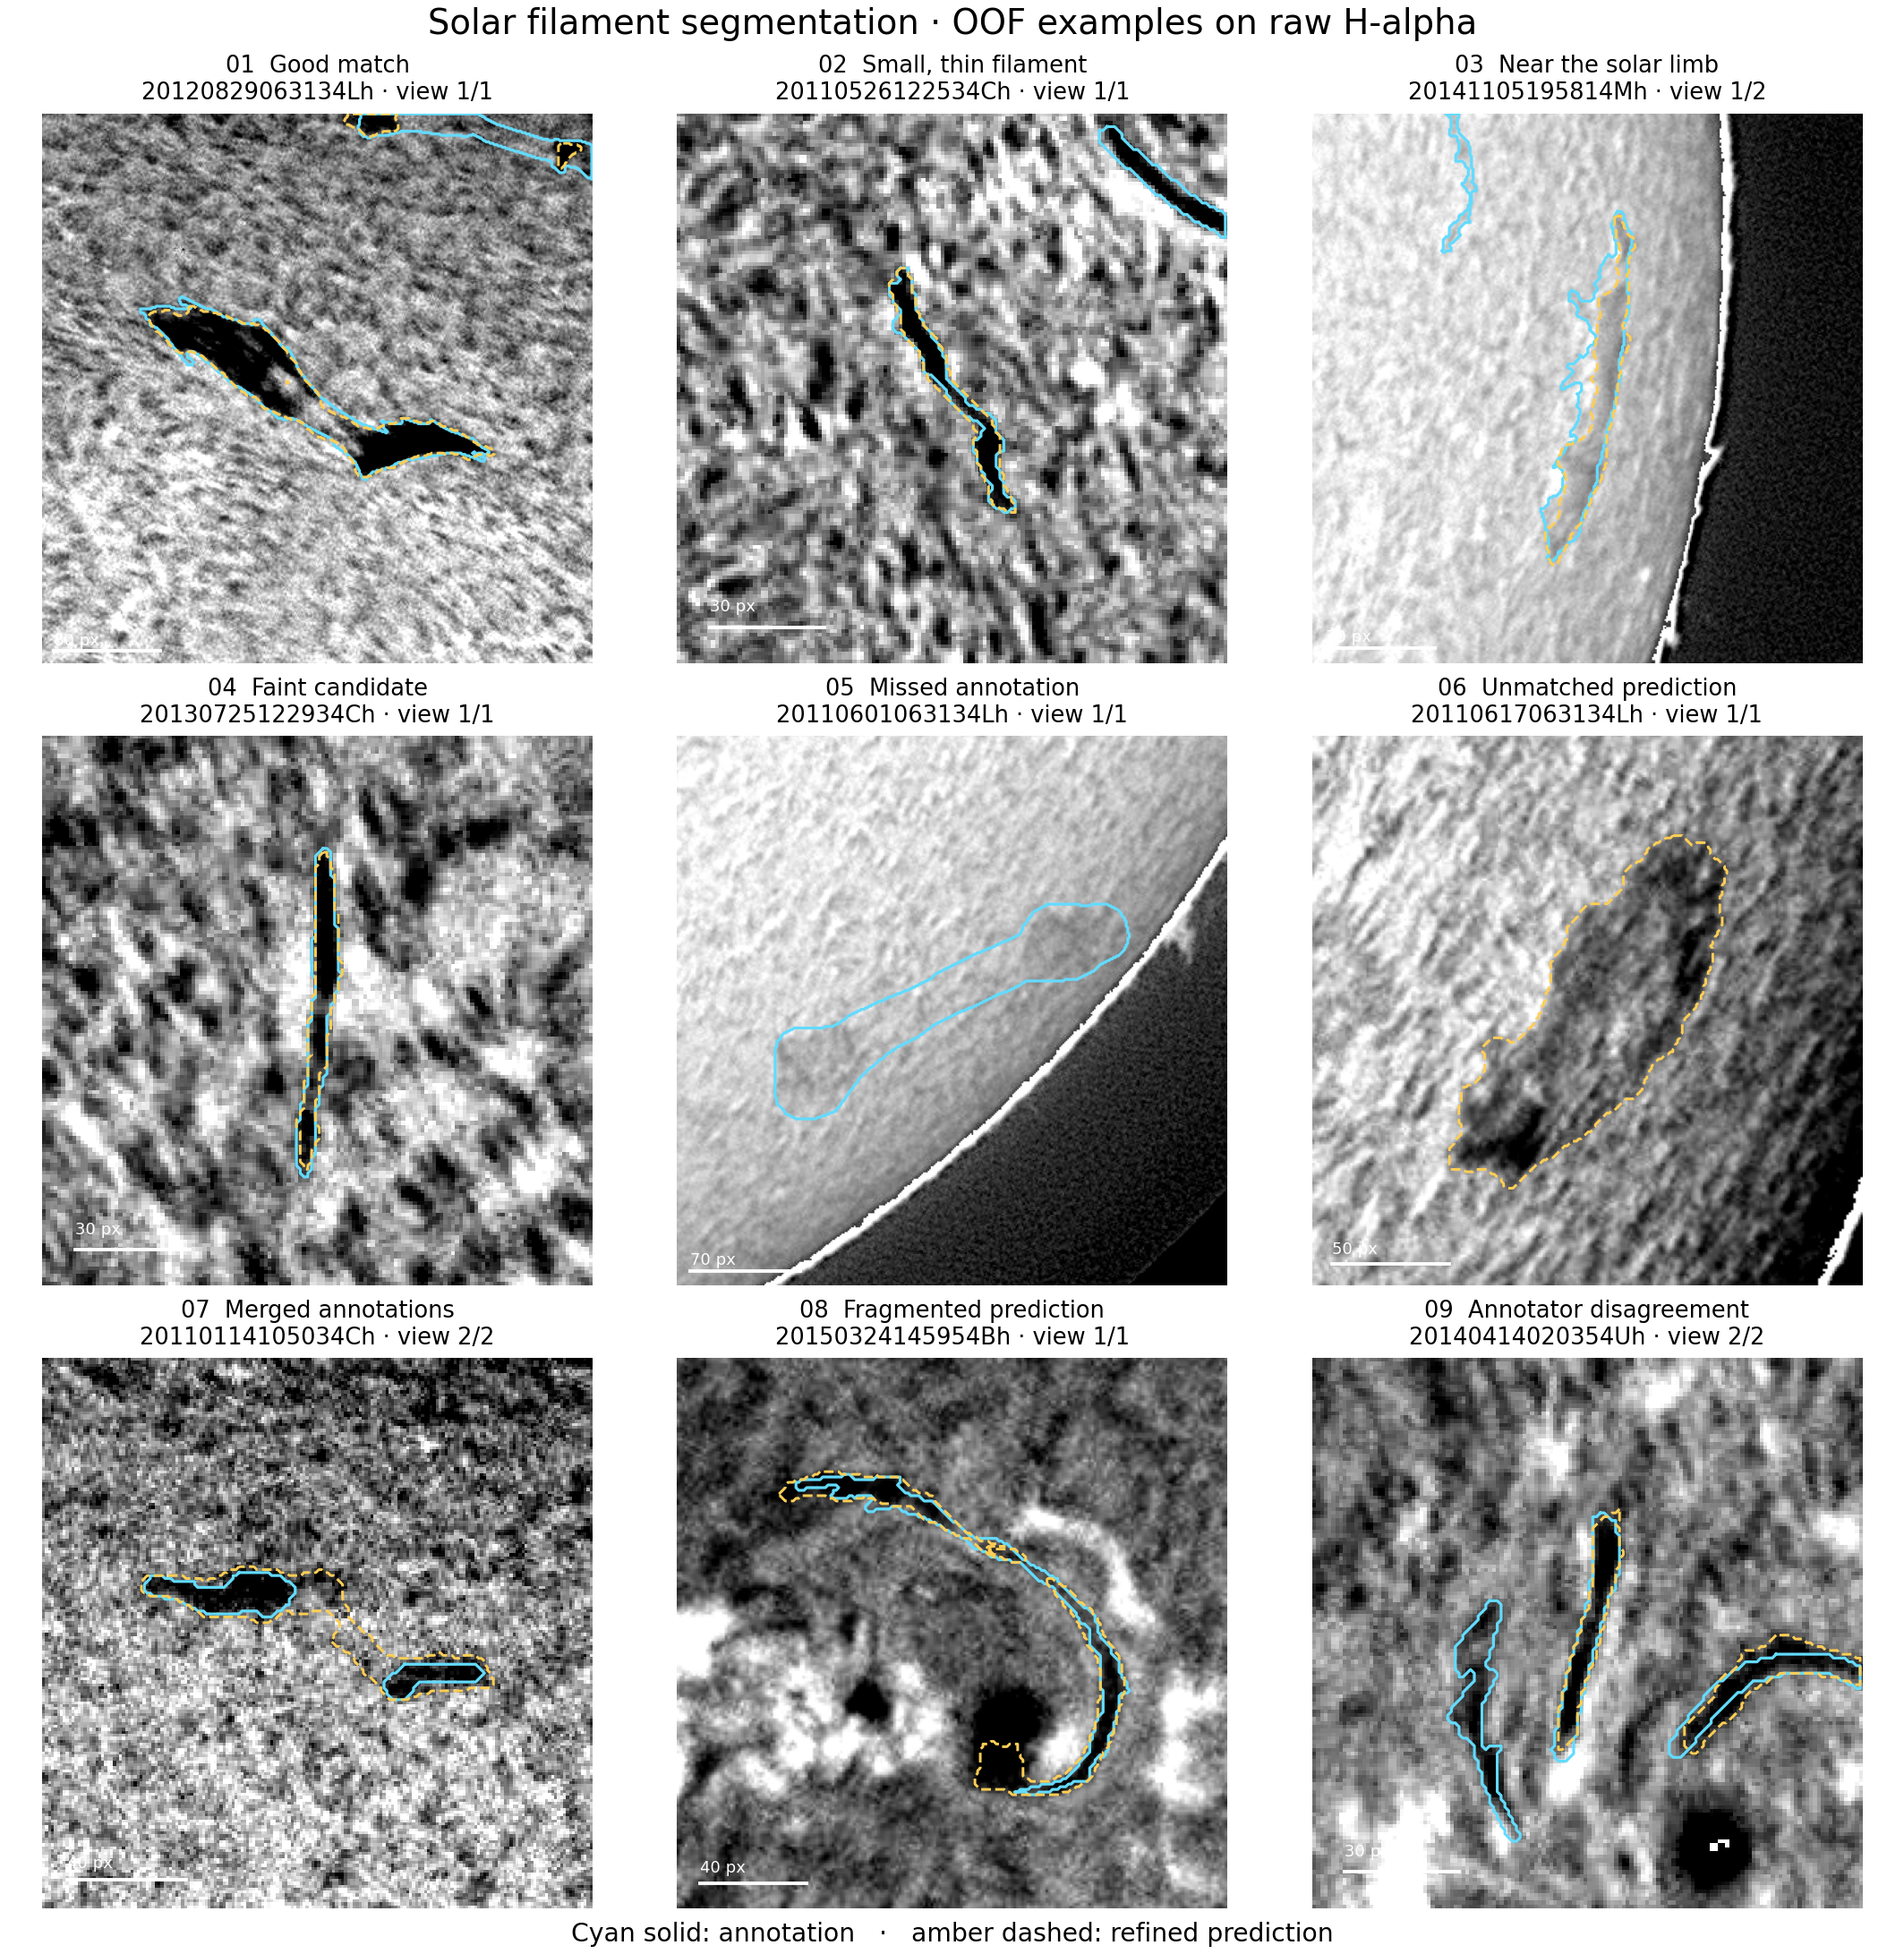 Solar filament segmentation · OOF examples on raw H-alpha
01 Good match
20120829063134Lh · view 1/1
02 Small, thin filament
20110526122534Ch · view 1/1
03 Near the solar limb
20141105195814Mh · view 1/2
px
30 px
px
04 Faint candidate
20130725122934Ch · view 1/1
05 Missed annotation
20110601063134Lh · view 1/1
06 Unmatched prediction
20110617063134Lh · view 1/1
30 px
70 px
50 px
07 Merged annotations
20110114105034Ch · view 2/2
08 Fragmented prediction
20150324145954Bh · view 1/1
09 Annotator disagreement
20140414020354Uh · view 2/2
px
40 px
30 p
Cyan solid: annotation · amber dashed: refined prediction